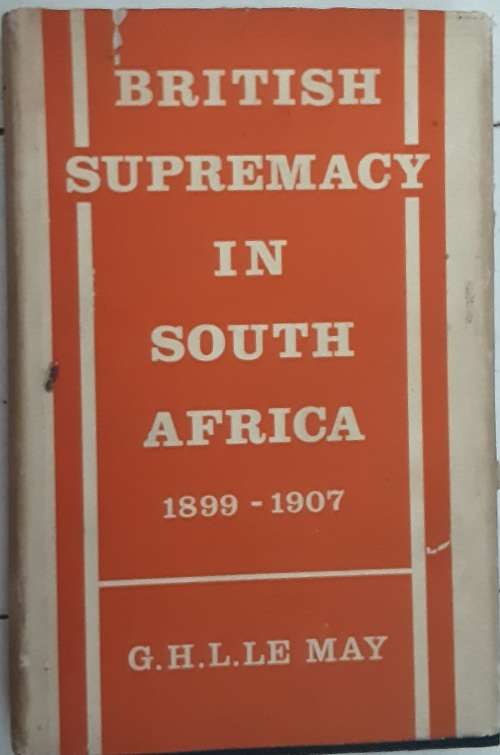 BRITISH
SUPREMACY
IN
SOUTH
AFRICA
1899 - 1907
G.H.L.LE MAY